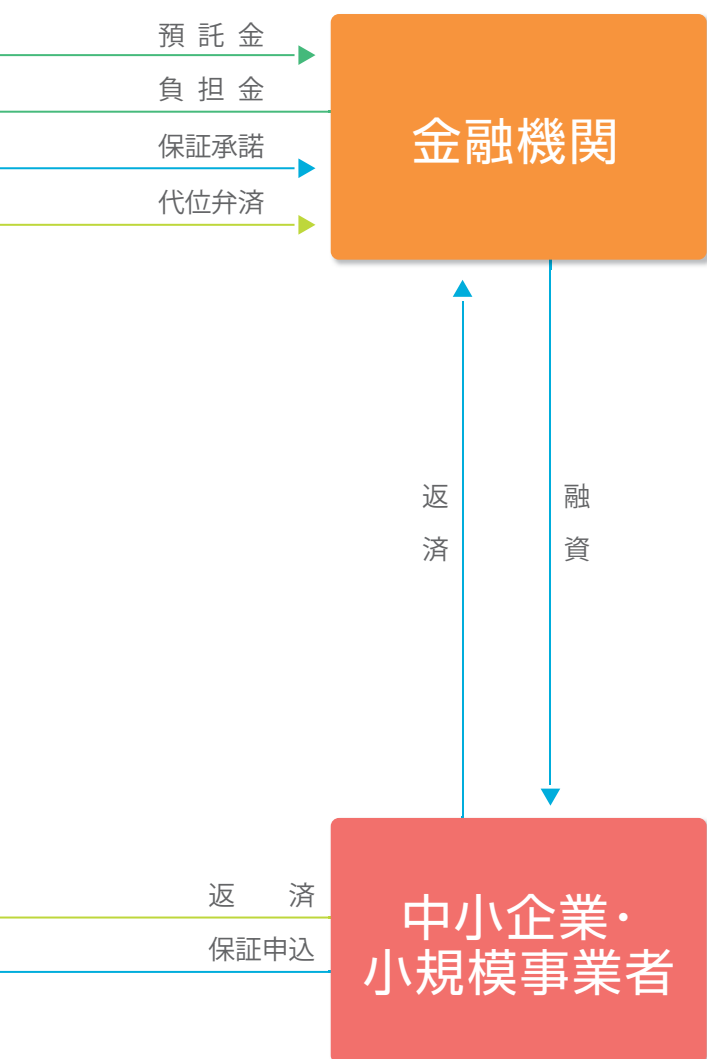 預託金
負担金
保証承諾
代位弁済
金融機関
返済
融資
返済
保証申込
中小企業・
小規模事業者